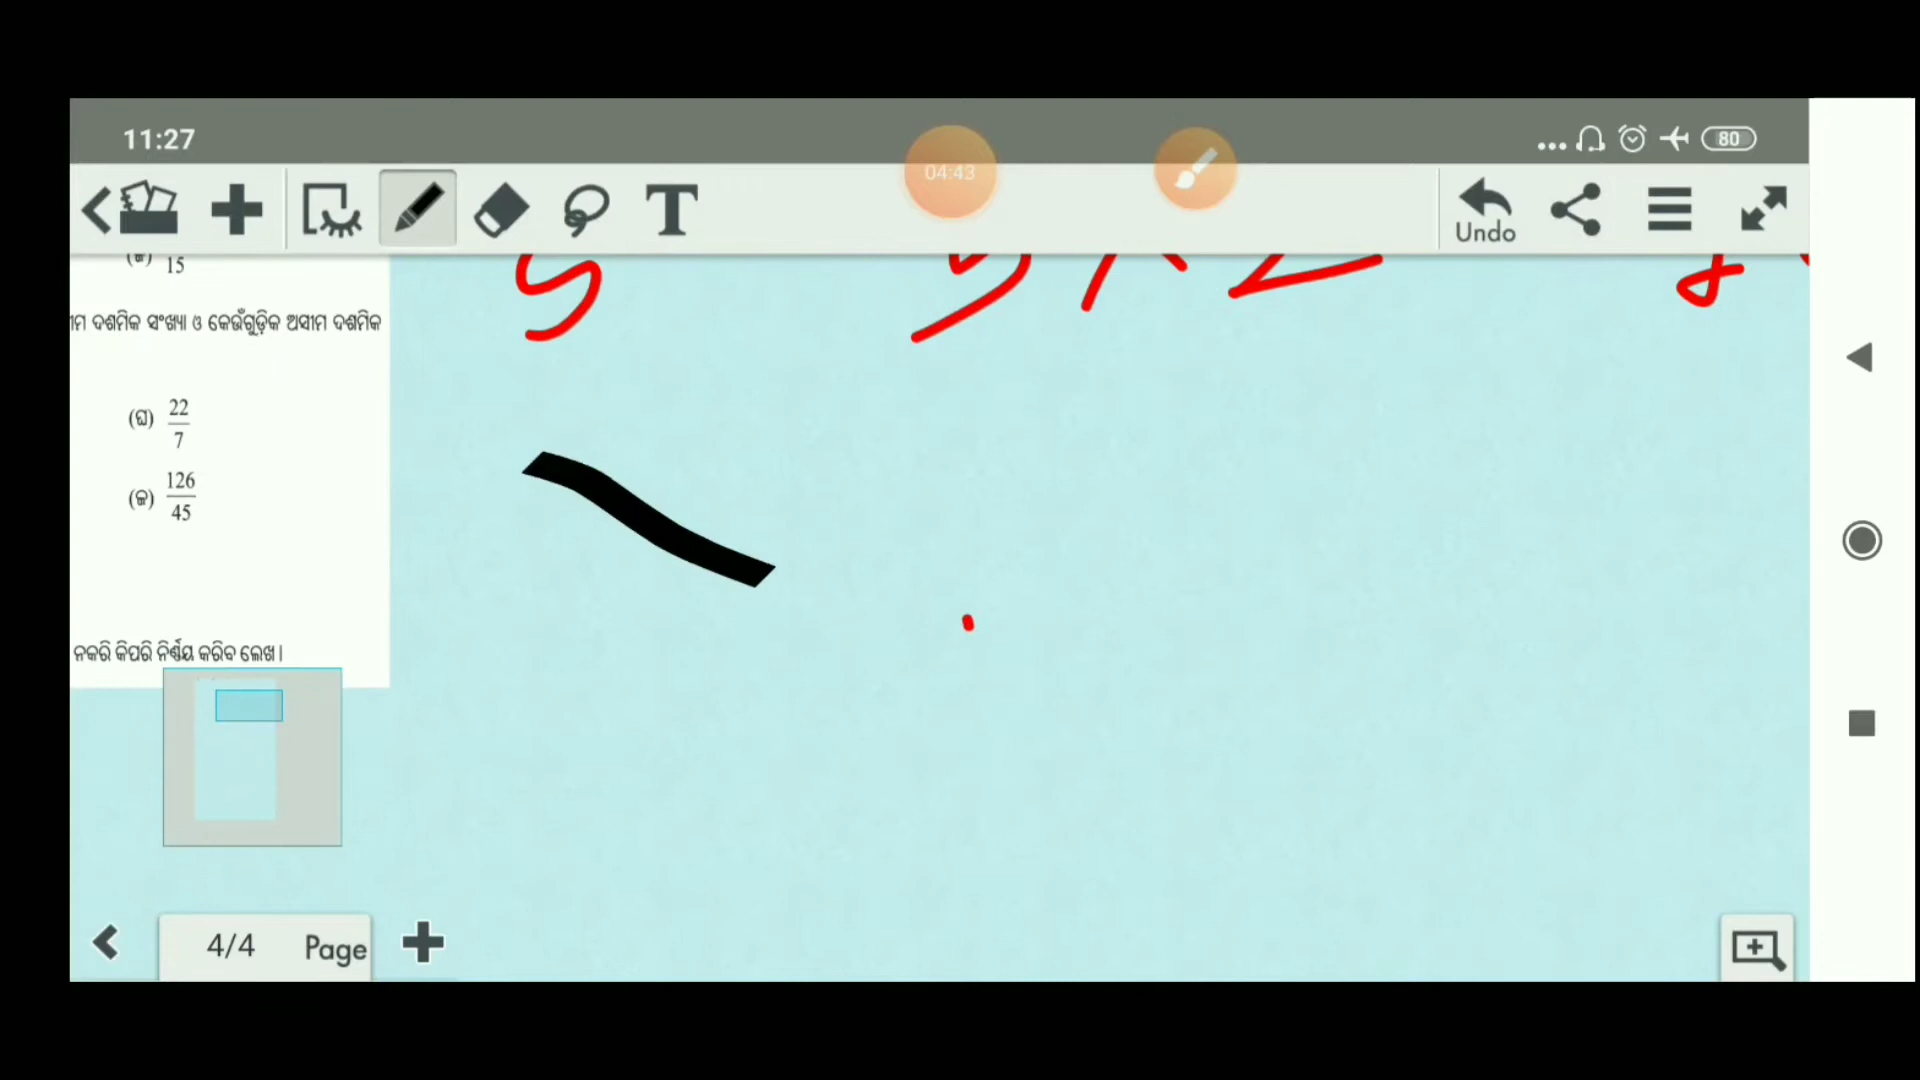 11:27
80
04:43
T
Undo
15
ଦଶମିକ ସଂଖ୍ୟା ଓ କେଉଁଗୁଡ଼ିକ ଅସୀମ ଦଶମିକ
(ଘ) 22/7
126/45
ନକରି କିପରି ନିର୍ଣ୍ଣୟ କରିବ ଲେଖ।
4/4 Page